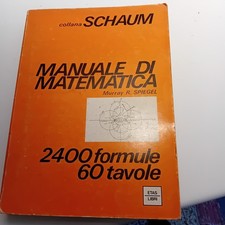 collana SCHAUM
MANUALE DI
MATEMATICA
Murray R. SPIEGEL
2400 formule
60 tavole
ETAS
LIBRI